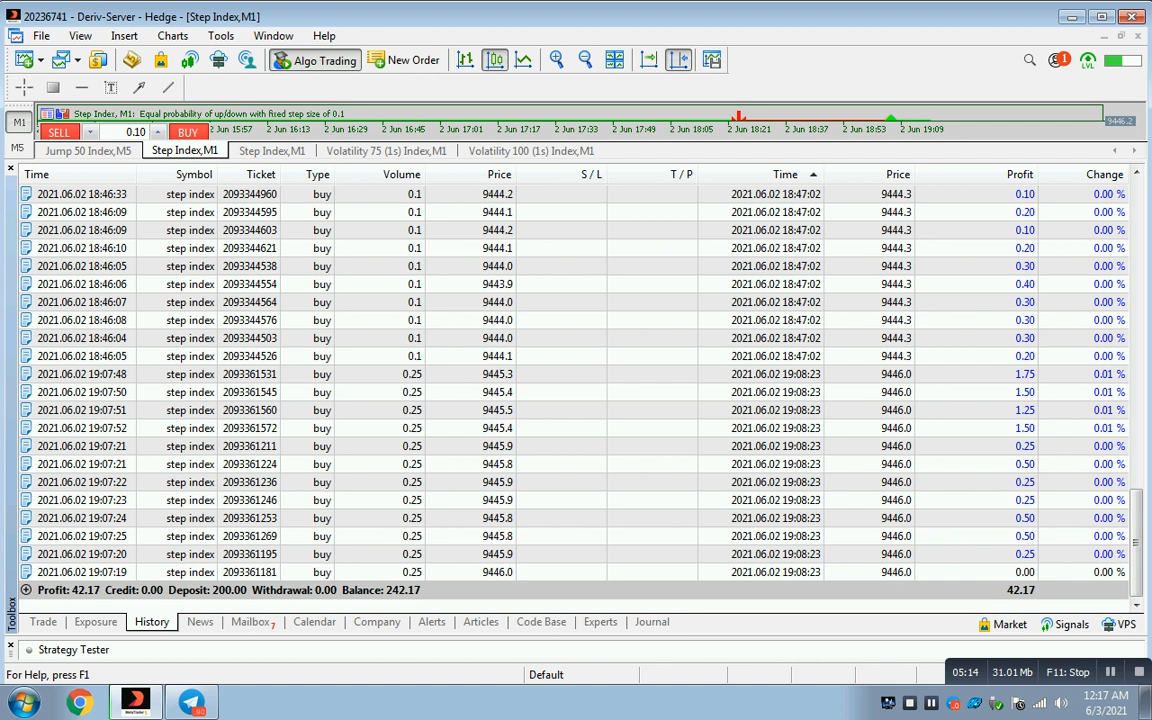 20236741 - Deriv-Server - Hedge - [Step Index,M1]
File View Insert Charts Tools Window Help
Algo Trading New Order 1 LVL
M1 Step Index, M1: Equal probability of up/down with fixed step size of 0.1 9446.2
SELL 0.10 BUY 2 Jun 15:57 2 Jun 16:13 2 Jun 16:29 2 Jun 16:45 2 Jun 17:01 2 Jun 17:17 2 Jun 17:33 2 Jun 17:49 2 Jun 18:05 2 Jun 18:21 2 Jun 18:37 2 Jun 18:53 2 Jun 19:09
M5 Jump 50 Index,M5 Step Index,M1 Step Index,M1 Volatility 75 (1s) Index,M1 Volatility 100 (1s) Index,M1
Time Symbol Ticket Type Volume Price S / L T / P Time Price Profit Change
2021.06.02 18:46:33 step index 2093344960 buy 0.1 9444.2 2021.06.02 18:47:02 9444.3 0.10 0.00 %
2021.06.02 18:46:09 step index 2093344595 buy 0.1 9444.1 2021.06.02 18:47:02 9444.3 0.20 0.00 %
2021.06.02 18:46:09 step index 2093344603 buy 0.1 9444.2 2021.06.02 18:47:02 9444.3 0.10 0.00 %
2021.06.02 18:46:10 step index 2093344621 buy 0.1 9444.1 2021.06.02 18:47:02 9444.3 0.20 0.00 %
2021.06.02 18:46:05 step index 2093344538 buy 0.1 9444.0 2021.06.02 18:47:02 9444.3 0.30 0.00 %
2021.06.02 18:46:06 step index 2093344554 buy 0.1 9443.9 2021.06.02 18:47:02 9444.3 0.40 0.00 %
2021.06.02 18:46:07 step index 2093344564 buy 0.1 9444.0 2021.06.02 18:47:02 9444.3 0.30 0.00 %
2021.06.02 18:46:08 step index 2093344576 buy 0.1 9444.0 2021.06.02 18:47:02 9444.3 0.30 0.00 %
2021.06.02 18:46:04 step index 2093344503 buy 0.1 9444.0 2021.06.02 18:47:02 9444.3 0.30 0.00 %
2021.06.02 18:46:05 step index 2093344526 buy 0.1 9444.1 2021.06.02 18:47:02 9444.3 0.20 0.00 %
2021.06.02 19:07:48 step index 2093361531 buy 0.25 9445.3 2021.06.02 19:08:23 9446.0 1.75 0.01 %
2021.06.02 19:07:50 step index 2093361545 buy 0.25 9445.4 2021.06.02 19:08:23 9446.0 1.50 0.01 %
2021.06.02 19:07:51 step index 2093361560 buy 0.25 9445.5 2021.06.02 19:08:23 9446.0 1.25 0.01 %
2021.06.02 19:07:52 step index 2093361572 buy 0.25 9445.4 2021.06.02 19:08:23 9446.0 1.50 0.01 %
2021.06.02 19:07:21 step index 2093361211 buy 0.25 9445.9 2021.06.02 19:08:23 9446.0 0.25 0.00 %
2021.06.02 19:07:21 step index 2093361224 buy 0.25 9445.8 2021.06.02 19:08:23 9446.0 0.50 0.00 %
2021.06.02 19:07:22 step index 2093361236 buy 0.25 9445.9 2021.06.02 19:08:23 9446.0 0.25 0.00 %
2021.06.02 19:07:23 step index 2093361246 buy 0.25 9445.9 2021.06.02 19:08:23 9446.0 0.25 0.00 %
2021.06.02 19:07:24 step index 2093361253 buy 0.25 9445.8 2021.06.02 19:08:23 9446.0 0.50 0.00 %
2021.06.02 19:07:25 step index 2093361269 buy 0.25 9445.8 2021.06.02 19:08:23 9446.0 0.50 0.00 %
2021.06.02 19:07:20 step index 2093361195 buy 0.25 9445.9 2021.06.02 19:08:23 9446.0 0.25 0.00 %
2021.06.02 19:07:19 step index 2093361181 buy 0.25 9446.0 2021.06.02 19:08:23 9446.0 0.00 0.00 %
Profit: 42.17 Credit: 0.00 Deposit: 200.00 Withdrawal: 0.00 Balance: 242.17 42.17
Toolbox
Trade Exposure History News Mailbox 7 Calendar Company Alerts Articles Code Base Experts Journal Market Signals VPS
Strategy Tester
For Help, press F1 Default 05:14 31.01 Mb F11: Stop
12:17 AM
6/3/2021